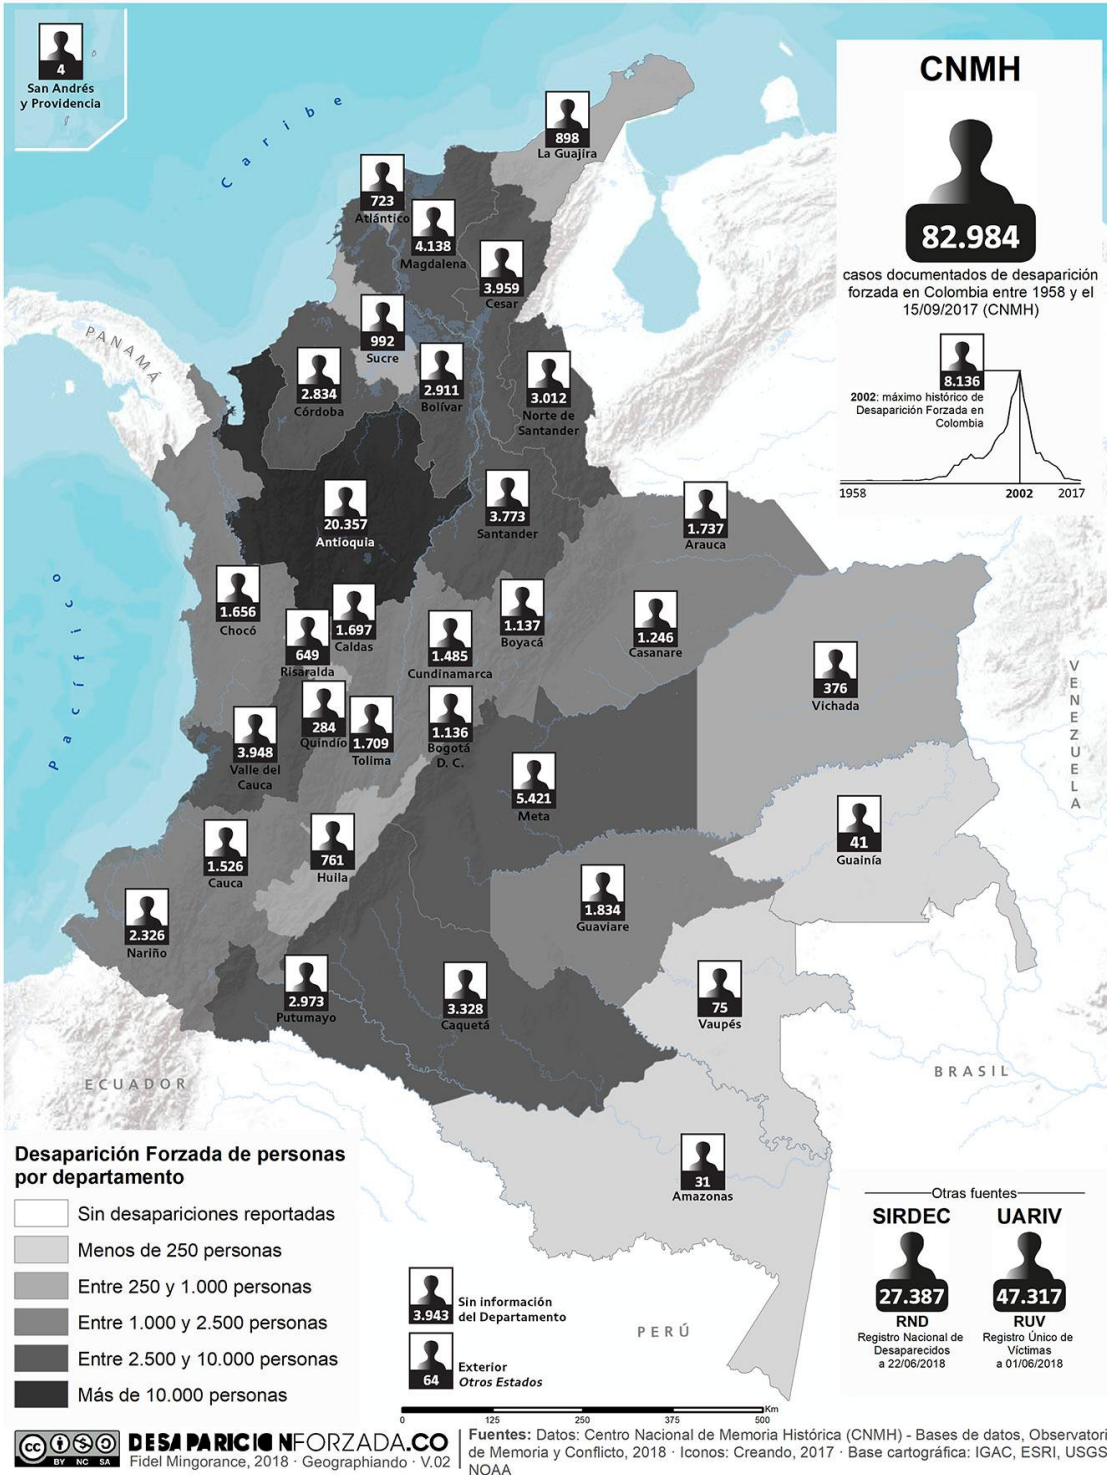 4
San Andrés
y Providencia
Caribe
898
La Guajira
723
Atlántico
4.138
Magdalena
3.959
Cesar
992
Sucre
2.834
Córdoba
2.911
Bolívar
3.012
Norte de
Santander
PANAMÁ
CNMH
82.984
casos documentados de desaparición
forzada en Colombia entre 1958 y el
15/09/2017 (CNMH)
8.136
2002: máximo histórico de
Desaparición Forzada en
Colombia
1958
2002
2017
20.357
Antioquia
3.773
Santander
1.737
Arauca
Pacífico
1.656
Chocó
1.697
Caldas
649
Risaralda
1.485
Cundinamarca
1.137
Boyacá
1.246
Casanare
376
Vichada
VENEZUELA
3.948
Valle del
Cauca
284
Quindío
1.709
Tolima
1.136
Bogotá
D. C.
5.421
Meta
41
Guainía
1.526
Cauca
761
Huila
1.834
Guaviare
2.326
Nariño
2.973
Putumayo
3.328
Caquetá
75
Vaupés
ECUADOR
BRASIL
31
Amazonas
PERÚ
Desaparición Forzada de personas
por departamento
Sin desapariciones reportadas
Menos de 250 personas
Entre 250 y 1.000 personas
Entre 1.000 y 2.500 personas
Entre 2.500 y 10.000 personas
Más de 10.000 personas
3.943
Sin información
del Departamento
64
Exterior
Otros Estados
Otras fuentes
SIRDEC
27.387
RND
Registro Nacional de
Desaparecidos
a 22/06/2018
UARIV
47.317
RUV
Registro Único de
Víctimas
a 01/06/2018
0 125 250 375 500 Km
cc BY NC SA
DESAPARICIONFORZADA.CO
Fidel Mingorance, 2018 · Geographiando · V.02
Fuentes: Datos: Centro Nacional de Memoria Histórica (CNMH) - Bases de datos, Observatori
de Memoria y Conflicto, 2018 · Iconos: Creando, 2017 · Base cartográfica: IGAC, ESRI, USGS
NOAA